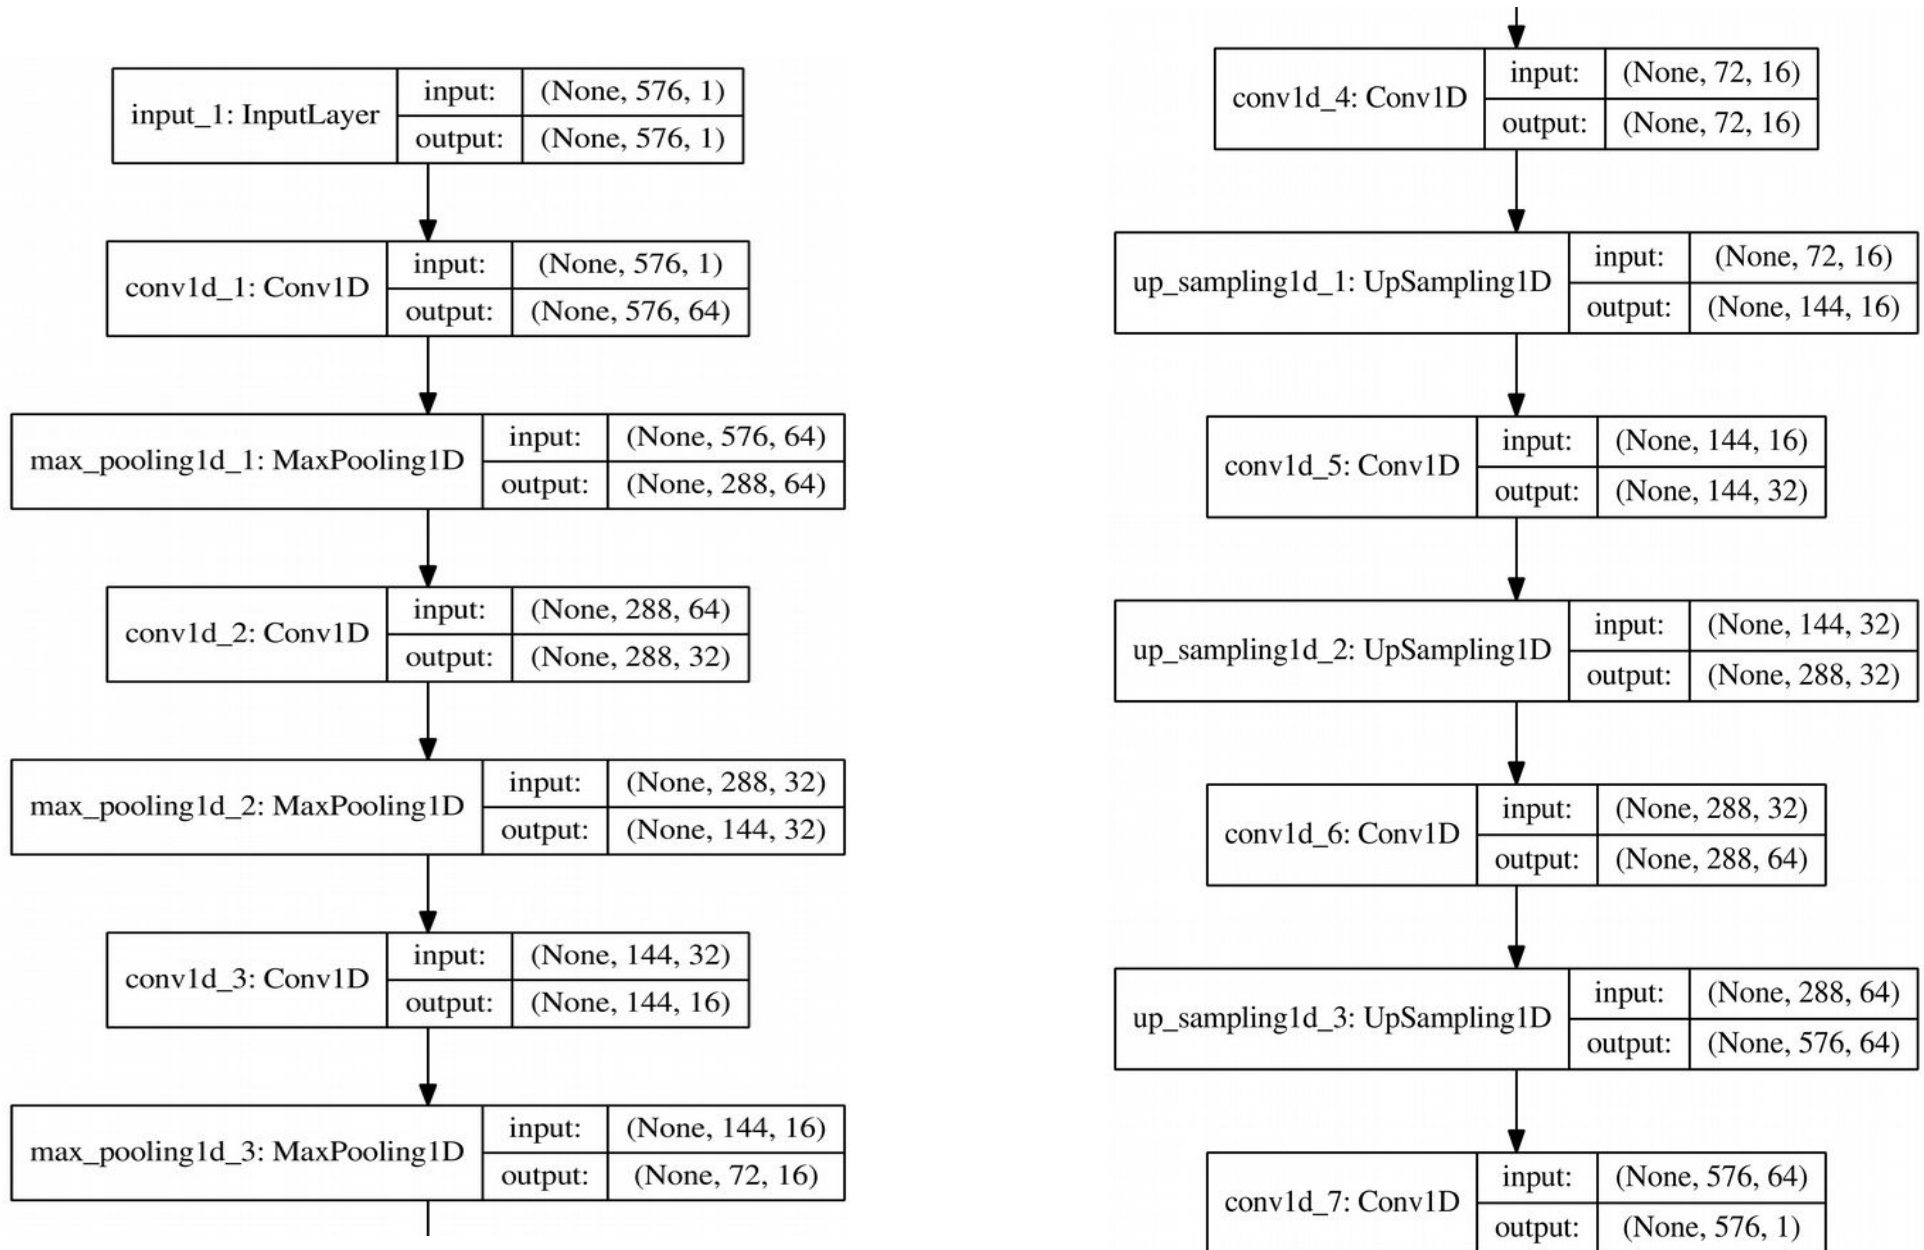 input_1: InputLayer
input: (None, 576, 1)
output: (None, 576, 1)
conv1d_1: Conv1D
input: (None, 576, 1)
output: (None, 576, 64)
max_pooling1d_1: MaxPooling1D
input: (None, 576, 64)
output: (None, 288, 64)
conv1d_2: Conv1D
input: (None, 288, 64)
output: (None, 288, 32)
max_pooling1d_2: MaxPooling1D
input: (None, 288, 32)
output: (None, 144, 32)
conv1d_3: Conv1D
input: (None, 144, 32)
output: (None, 144, 16)
max_pooling1d_3: MaxPooling1D
input: (None, 144, 16)
output: (None, 72, 16)
conv1d_4: Conv1D
input: (None, 72, 16)
output: (None, 72, 16)
up_sampling1d_1: UpSampling1D
input: (None, 72, 16)
output: (None, 144, 16)
conv1d_5: Conv1D
input: (None, 144, 16)
output: (None, 144, 32)
up_sampling1d_2: UpSampling1D
input: (None, 144, 32)
output: (None, 288, 32)
conv1d_6: Conv1D
input: (None, 288, 32)
output: (None, 288, 64)
up_sampling1d_3: UpSampling1D
input: (None, 288, 64)
output: (None, 576, 64)
conv1d_7: Conv1D
input: (None, 576, 64)
output: (None, 576, 1)